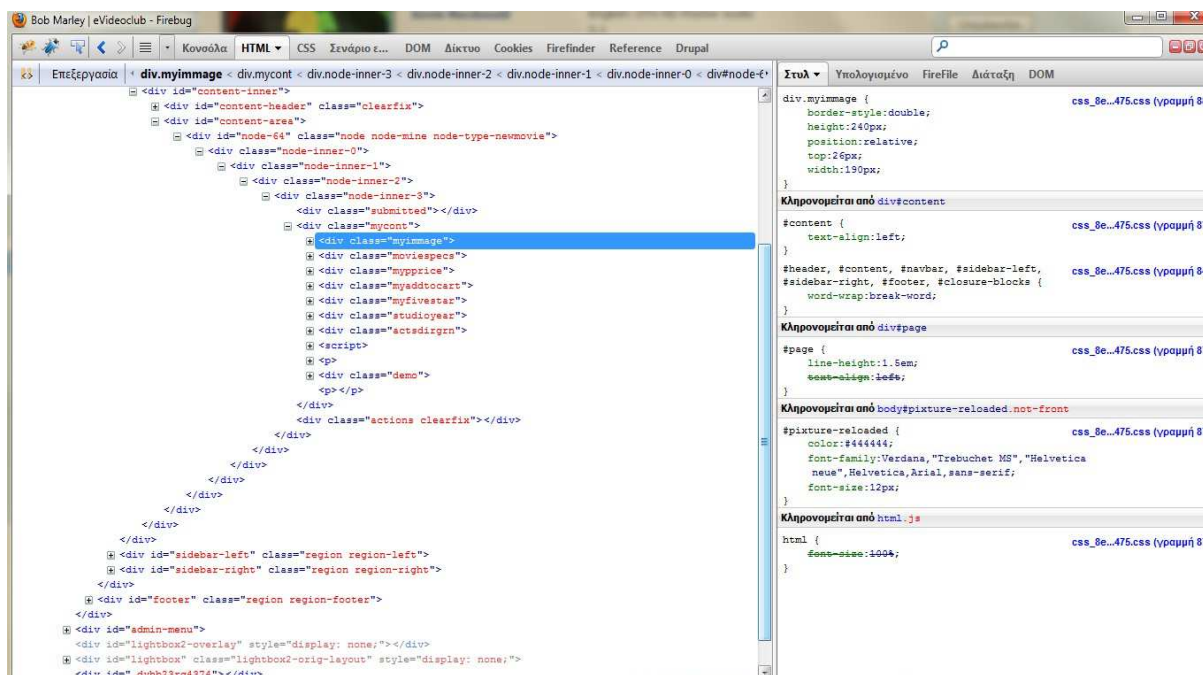 Bob Marley | eVideoclub - Firebug
Κονσόλα HTML CSS Σενάριο ε... DOM Δίκτυο Cookies Firefinder Reference Drupal
Επεξεργασία div.myimmage < div.mycont < div.node-inner-3 < div.node-inner-2 < div.node-inner-1 < div.node-inner-0 < div#node-6
<div id="content-inner">
<div id="content-header" class="clearfix">
<div id="content-area">
<div id="node-64" class="node node-mine node-type-newmovie">
<div class="node-inner-0">
<div class="node-inner-1">
<div class="node-inner-2">
<div class="node-inner-3">
<div class="submitted"></div>
<div class="mycont">
<div class="myimmage">
<div class="moviespecs">
<div class="mypprice">
<div class="myaddtocart">
<div class="myfivestar">
<div class="studioyear">
<div class="actsdirgrn">
<script>
<p>
<div class="demo">
<p></p>
</div>
<div class="actions clearfix"></div>
</div>
</div>
</div>
</div>
</div>
</div>
</div>
<div id="sidebar-left" class="region region-left">
<div id="sidebar-right" class="region region-right">
</div>
<div id="footer" class="region region-footer">
</div>
<div id="admin-menu">
<div id="lightbox2-overlay" style="display: none;"></div>
<div id="lightbox" class="lightbox2-orig-layout" style="display: none;">
Στυλ Υπολογισμένο FireFile Διάταξη DOM
div.myimmage { css_8e...475.css (γραμμή 8
border-style:double;
height:240px;
position:relative;
top:26px;
width:190px;
}
Κληρονομείται από div#content
#content { css_8e...475.css (γραμμή 8
text-align:left;
}
#header, #content, #navbar, #sidebar-left, css_8e...475.css (γραμμή 8
#sidebar-right, #footer, #closure-blocks {
word-wrap:break-word;
}
Κληρονομείται από div#page
#page { css_8e...475.css (γραμμή 8
line-height:1.5em;
text-align:left;
}
Κληρονομείται από body#pixture-reloaded.not-front
#pixture-reloaded { css_8e...475.css (γραμμή 8
color:#444444;
font-family:Verdana,"Trebuchet MS","Helvetica
neue",Helvetica,Arial,sans-serif;
font-size:12px;
}
Κληρονομείται από html.js
html { css_8e...475.css (γραμμή 8
font-size:100%;
}